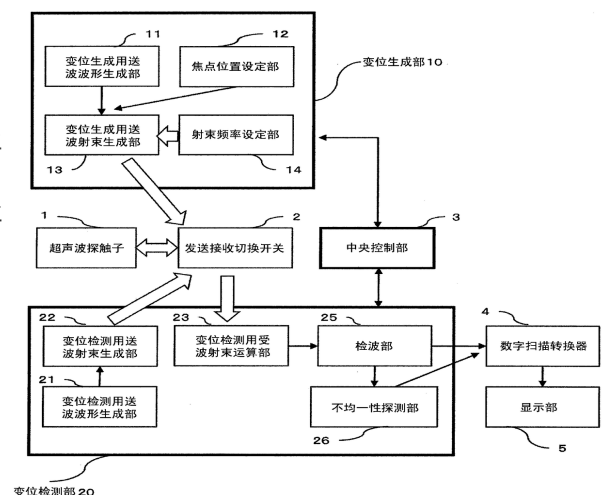 11
12
变位生成用送
波波形生成部
焦点位置设定部
变位生成部10
变位生成用送
波射束生成部
射束频率设定部
13
14
1
2
3
超声波探触子
发送接收切换开关
中央控制部
22
23
25
4
变位检测用送
波射束生成部
变位检测用受
波射束运算部
检波部
数字扫描转换器
21
变位检测用送
波波形生成部
不均一性探测部
显示部
26
5
变位检测部20